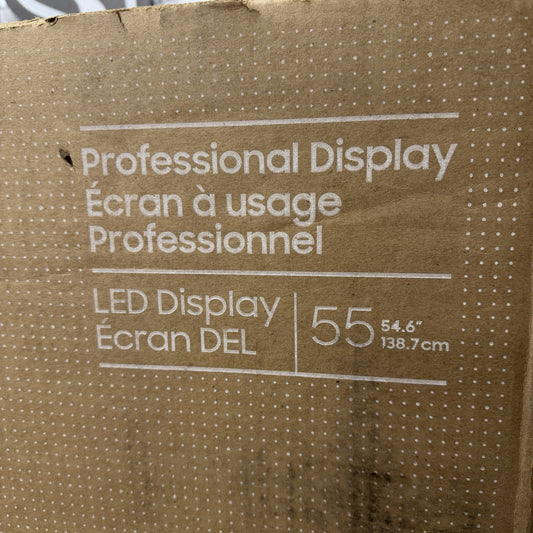 Professional Display
Écran à usage
Professionnel
LED Display
Écran DEL
55
54.6"
138.7cm